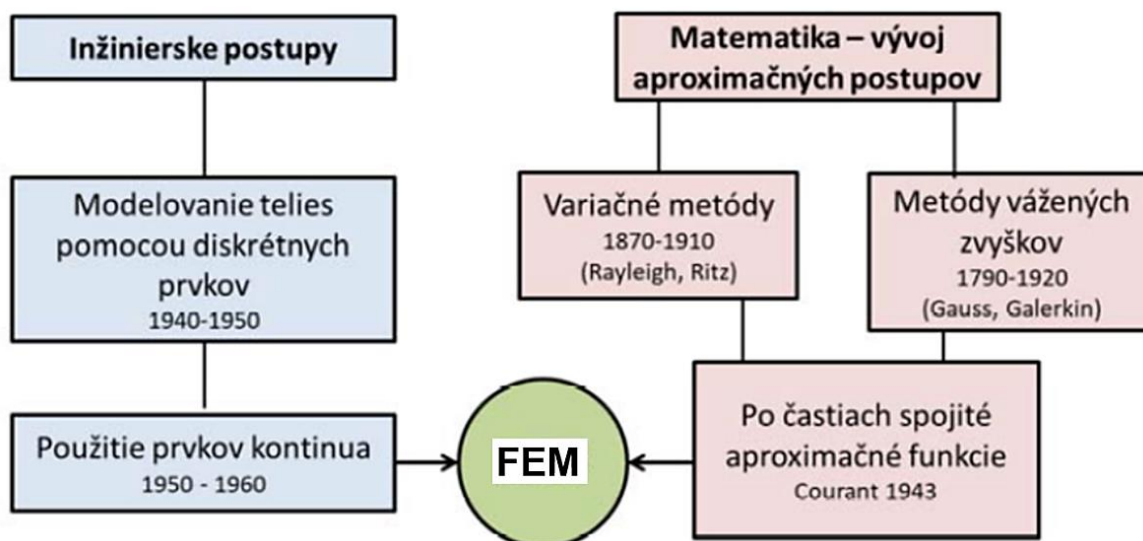 Inžinierske postupy
Modelovanie telies
pomocou diskrétnych
prvkov
1940-1950
Použitie prvkov kontinua
1950 - 1960
FEM
Matematika – vývoj
aproximačných postupov
Variačné metódy
1870-1910
(Rayleigh, Ritz)
Metódy vážených
zvyškov
1790-1920
(Gauss, Galerkin)
Po častiach spojité
aproximačné funkcie
Courant 1943